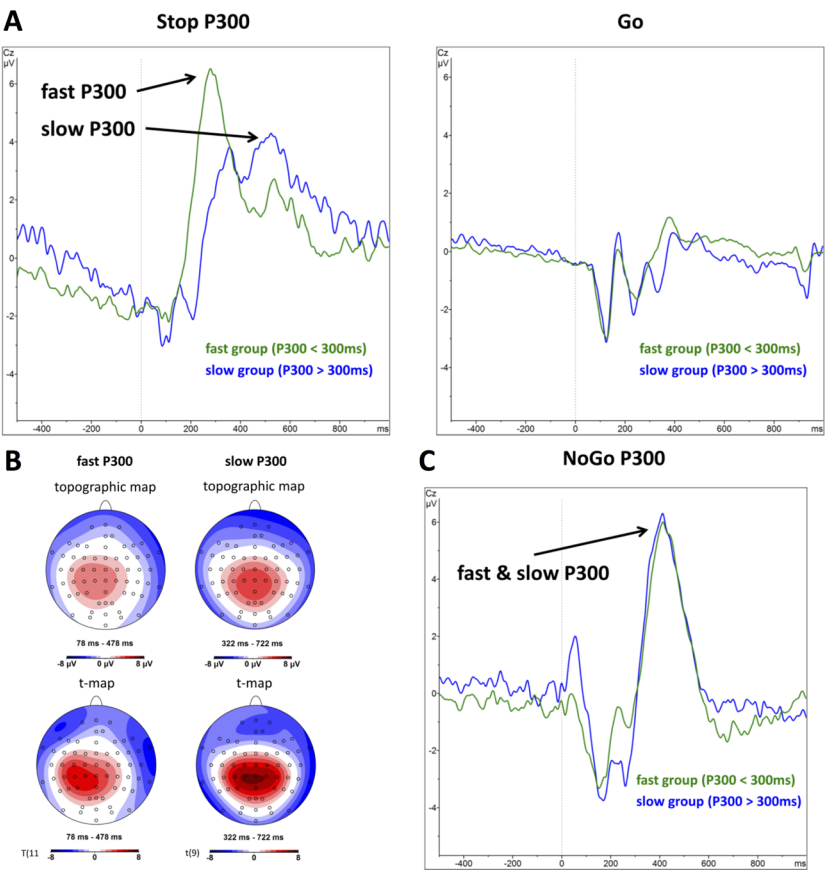 A
Stop P300
Go
Cz
µV
6
4
2
0
-2
-4
fast P300
slow P300
fast group (P300 < 300ms)
slow group (P300 > 300ms)
-400 -200 0 200 400 600 800 ms
Cz
µV
6
4
2
0
-2
-4
fast group (P300 < 300ms)
slow group (P300 > 300ms)
-400 -200 0 200 400 600 800 ms
B
fast P300
slow P300
topographic map
topographic map
78 ms - 478 ms
322 ms - 722 ms
-8 µV 0 8 µV
-8 µV 0 8 µV
t-map
t-map
78 ms - 478 ms
322 ms - 722 ms
T(11 -8 0 8
t(9) -8 0 8
C
NoGo P300
Cz
µV
6
4
2
0
-2
-4
fast & slow P300
fast group (P300 < 300ms)
slow group (P300 > 300ms)
-400 -200 0 200 400 600 800 ms